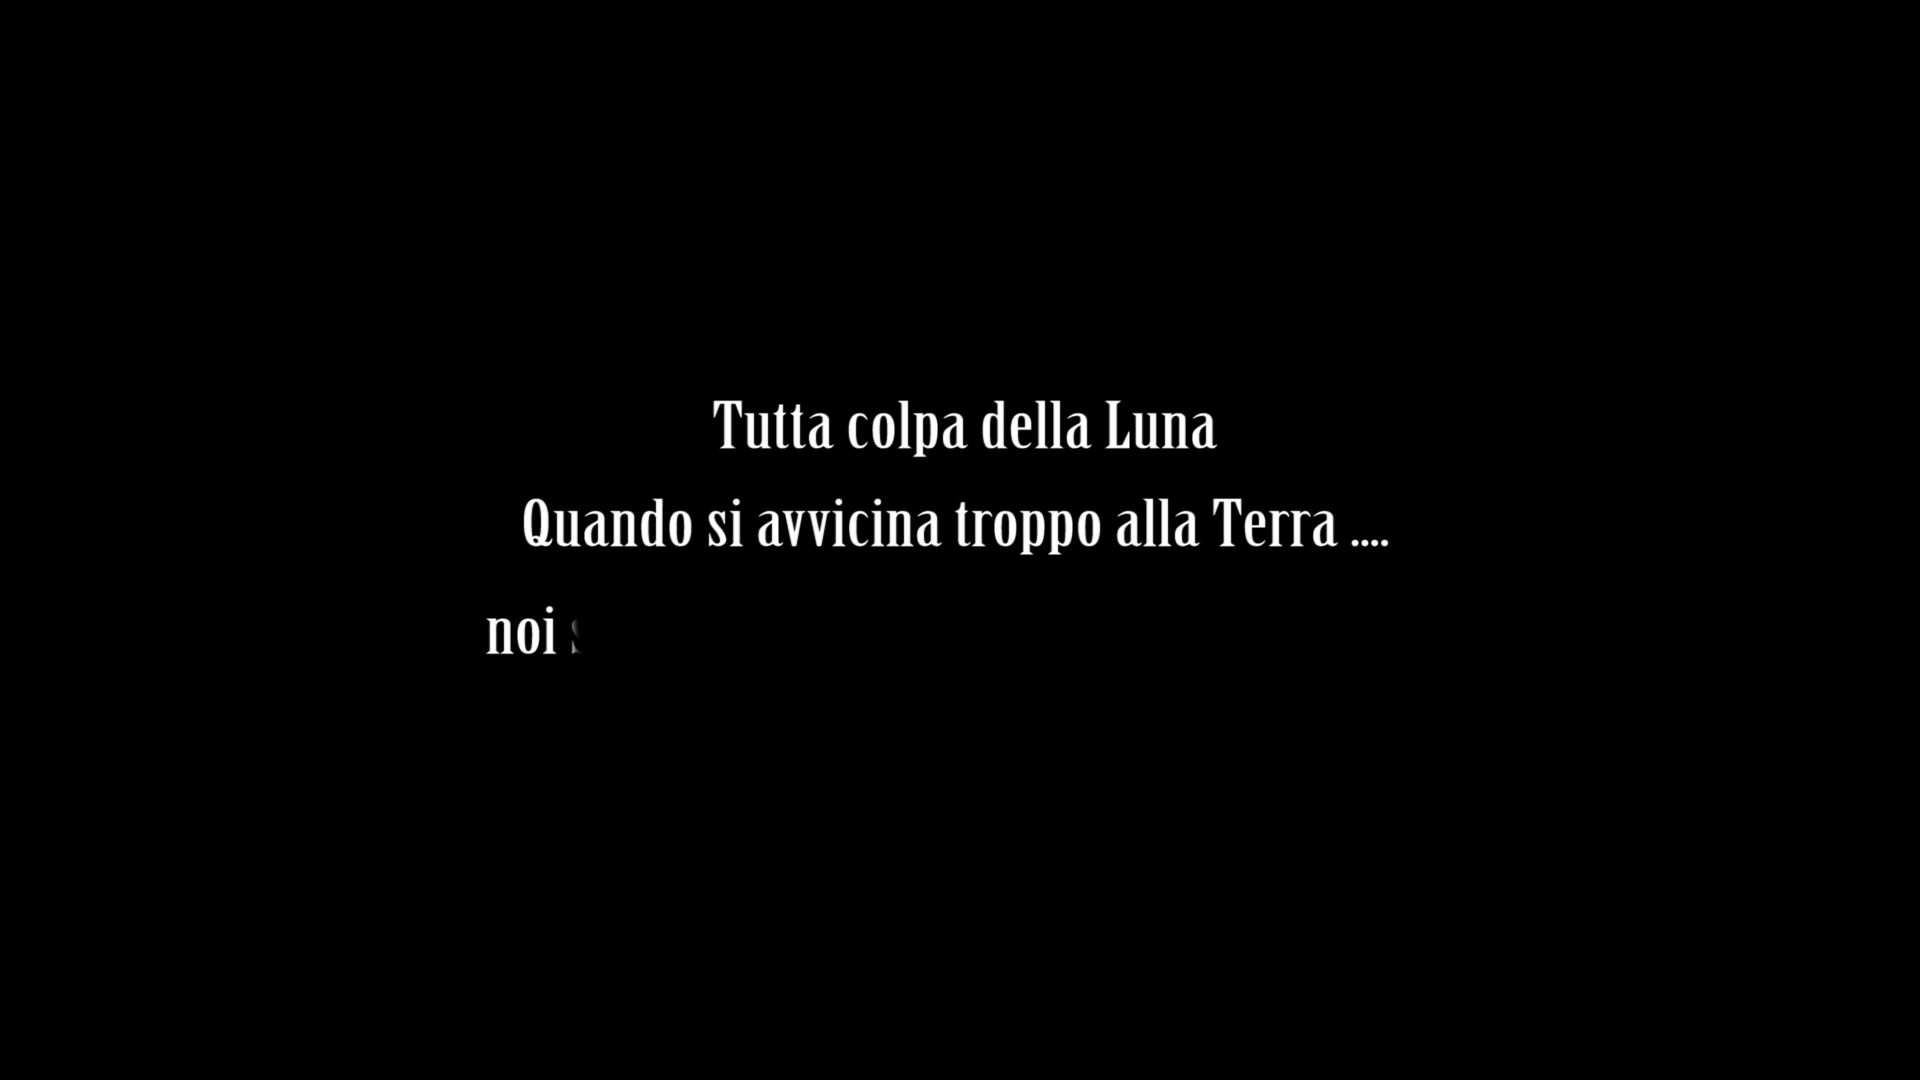 Tutta colpa della Luna
Quando si avvicina troppo alla Terra ....
noi